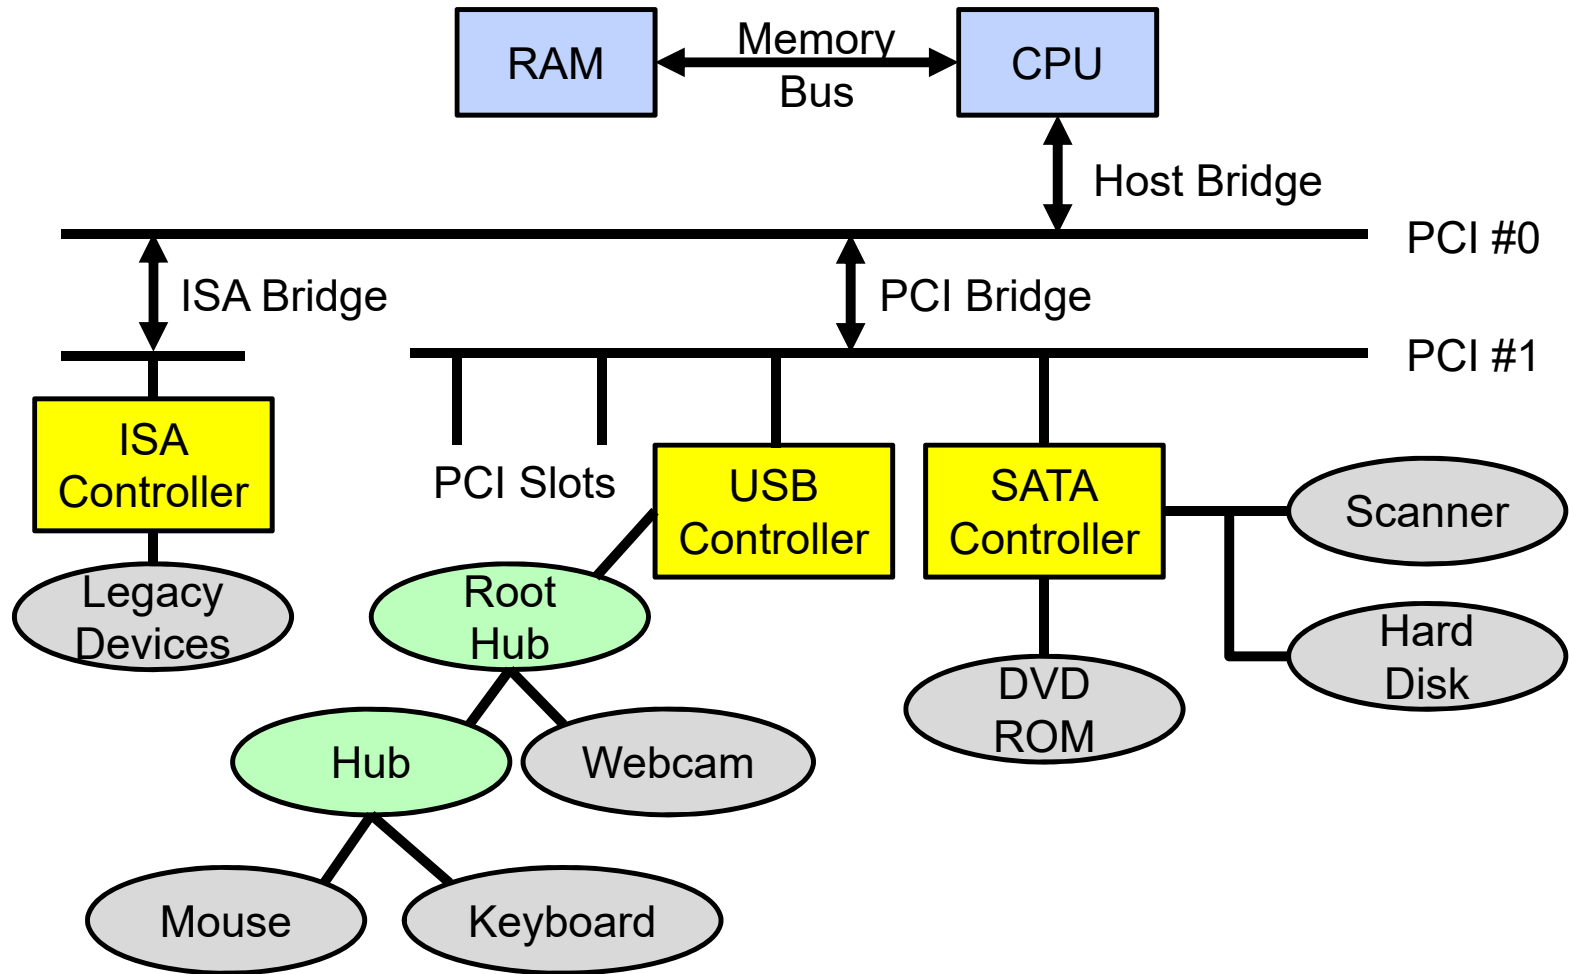 RAM
Memory
Bus
CPU
Host Bridge
PCI #0
ISA Bridge
PCI Bridge
PCI #1
ISA
Controller
PCI Slots
USB
Controller
SATA
Controller
Scanner
Legacy
Devices
Root
Hub
Hard
Disk
DVD
ROM
Hub
Webcam
Mouse
Keyboard